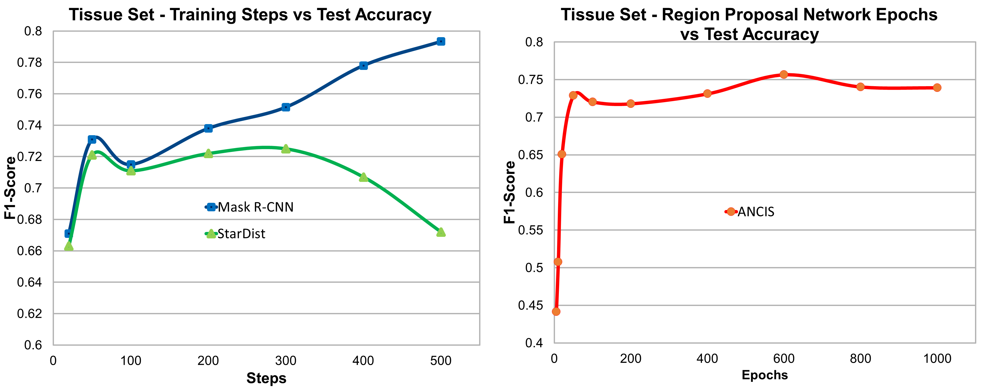 Tissue Set - Training Steps vs Test Accuracy
0.8
0.78
0.76
0.74
0.72
0.7
0.68
0.66
0.64
0.62
0.6
F1-Score
Mask R-CNN
StarDist
0 100 200 300 400 500
Steps
Tissue Set - Region Proposal Network Epochs
vs Test Accuracy
0.8
0.75
0.7
0.65
0.6
0.55
0.5
0.45
0.4
F1-Score
ANCIS
0 200 400 600 800 1000
Epochs